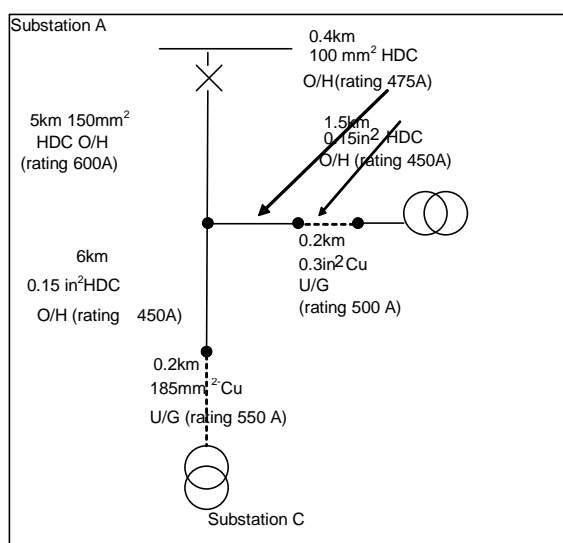 Substation A
0.4km
100 mm² HDC
O/H(rating 475A)
5km 150mm²
HDC O/H
(rating 600A)
1.5km
0.15in2 HDC
O/H (rating 450A)
0.2km
0.3in2Cu
U/G
(rating 500 A)
6km
0.15 in²HDC
O/H (rating 450A)
0.2km
185mm ²-Cu
U/G (rating 550 A)
Substation C